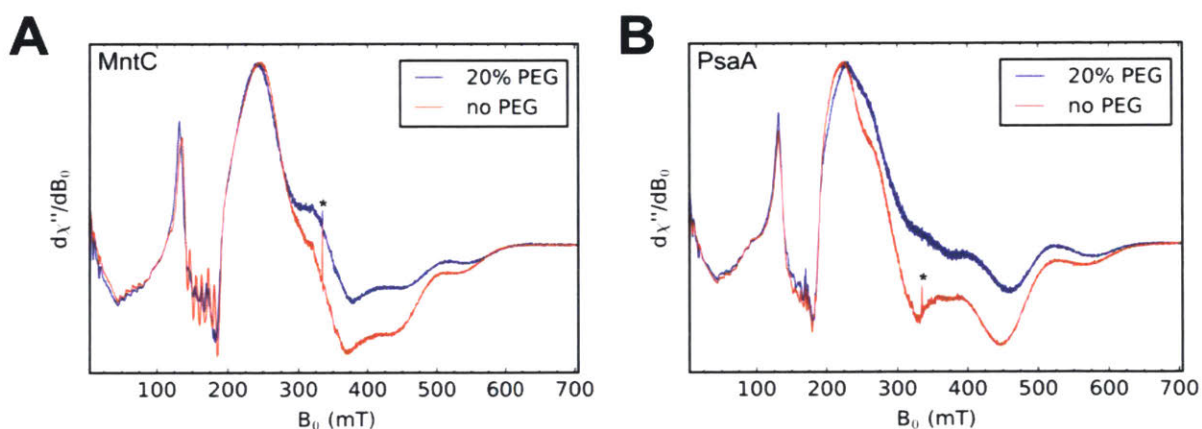 A
MntC
20% PEG
no PEG
*
dχ''/dB₀
100 200 300 400 500 600 700
B₀ (mT)
B
PsaA
20% PEG
no PEG
*
dχ''/dB₀
100 200 300 400 500 600 700
B₀ (mT)